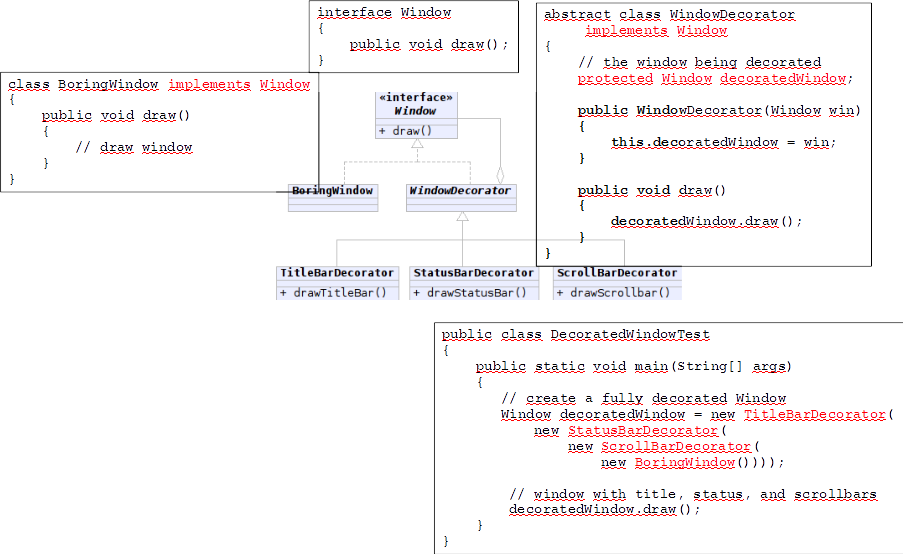 interface Window
{
public void draw();
}
abstract class WindowDecorator
implements Window
{
// the window being decorated
protected Window decoratedWindow;
public WindowDecorator(Window win)
{
this.decoratedWindow = win;
}
public void draw()
{
decoratedWindow.draw();
}
}
class BoringWindow implements Window
{
public void draw()
{
// draw window
}
}
«interface»
Window
+ draw()
BoringWindow
WindowDecorator
TitleBarDecorator
+ drawTitleBar()
StatusBarDecorator
+ drawStatusBar()
ScrollBarDecorator
+ drawScrollbar()
public class DecoratedWindowTest
{
public static void main(String[] args)
{
// create a fully decorated Window
Window decoratedWindow = new TitleBarDecorator(
new StatusBarDecorator(
new ScrollBarDecorator(
new BoringWindow())));
// window with title, status, and scrollbars
decoratedWindow.draw();
}
}